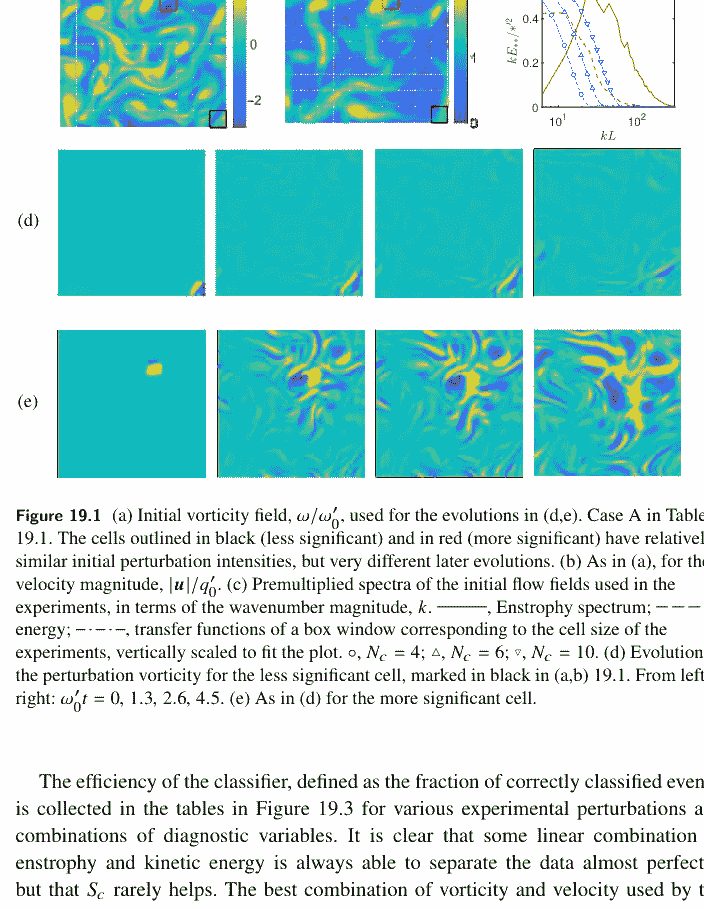 0
−2
0.4
0.2
0
kE**/*′2
10¹
10²
kL
(d)
(e)
Figure 19.1 (a) Initial vorticity field, ω/ω′₀, used for the evolutions in (d,e). Case A in Table
19.1. The cells outlined in black (less significant) and in red (more significant) have relativel
similar initial perturbation intensities, but very different later evolutions. (b) As in (a), for the
velocity magnitude, |u|/q′₀. (c) Premultiplied spectra of the initial flow fields used in the
experiments, in terms of the wavenumber magnitude, k. ———, Enstrophy spectrum; – – –
energy; –·–·–, transfer functions of a box window corresponding to the cell size of the
experiments, vertically scaled to fit the plot. ○, N_c = 4; △, N_c = 6; ▽, N_c = 10. (d) Evolution
the perturbation vorticity for the less significant cell, marked in black in (a,b) 19.1. From left
right: ω′₀t = 0, 1.3, 2.6, 4.5. (e) As in (d) for the more significant cell.
The efficiency of the classifier, defined as the fraction of correctly classified even
is collected in the tables in Figure 19.3 for various experimental perturbations a
combinations of diagnostic variables. It is clear that some linear combination
enstrophy and kinetic energy is always able to separate the data almost perfect
but that S_c rarely helps. The best combination of vorticity and velocity used by t